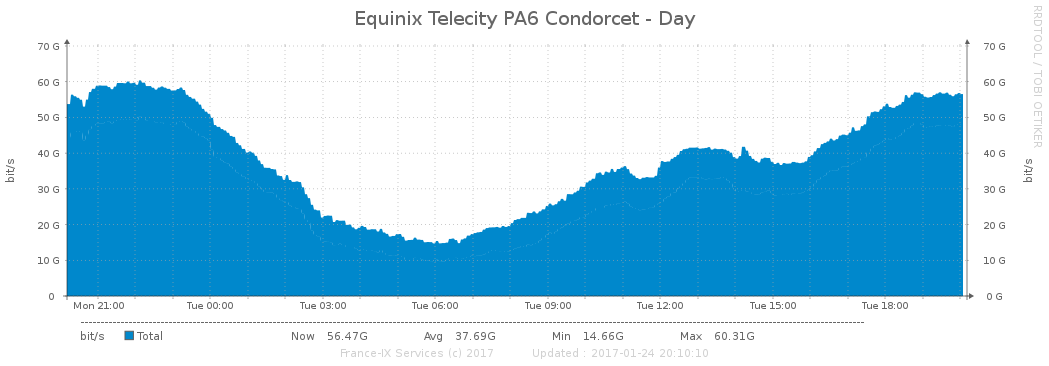 Equinix Telecity PA6 Condorcet - Day
RRDTOOL / TOBI OETIKER
bit/s
70 G 70 G
60 G 60 G
50 G 50 G
40 G 40 G
30 G 30 G
20 G 20 G
10 G 10 G
0 0 G
bit/s
Mon 21:00 Tue 00:00 Tue 03:00 Tue 06:00 Tue 09:00 Tue 12:00 Tue 15:00 Tue 18:00
bit/s Total Now 56.47G Avg 37.69G Min 14.66G Max 60.31G
France-IX Services (c) 2017 Updated : 2017-01-24 20:10:10